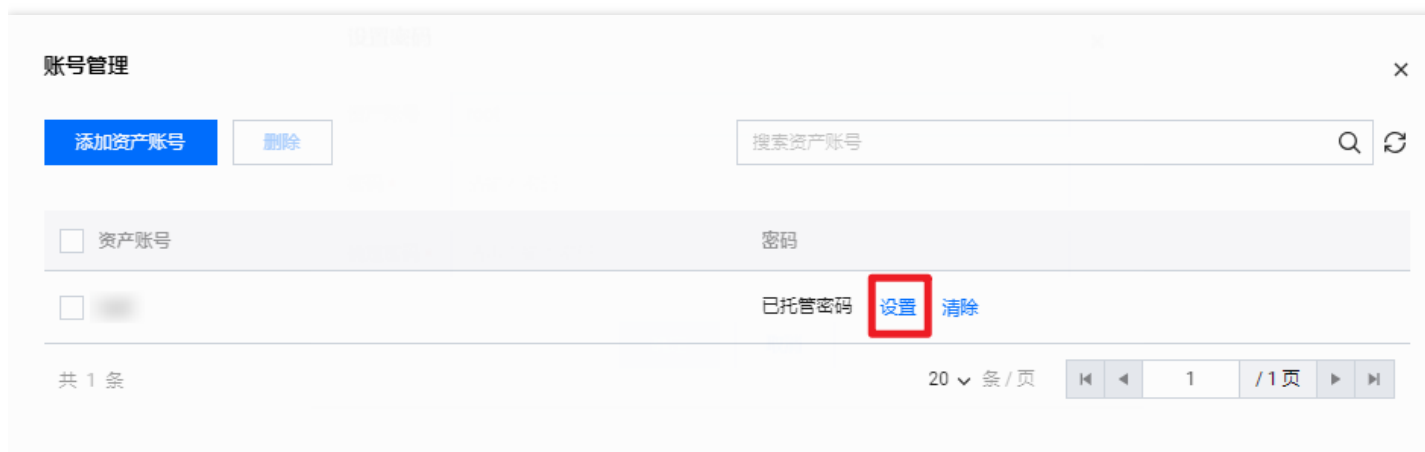 账号管理
添加资产账号 删除 搜索资产账号
资产账号 密码
已托管密码 设置 清除
共 1 条 20 条 / 页 1 / 1 页